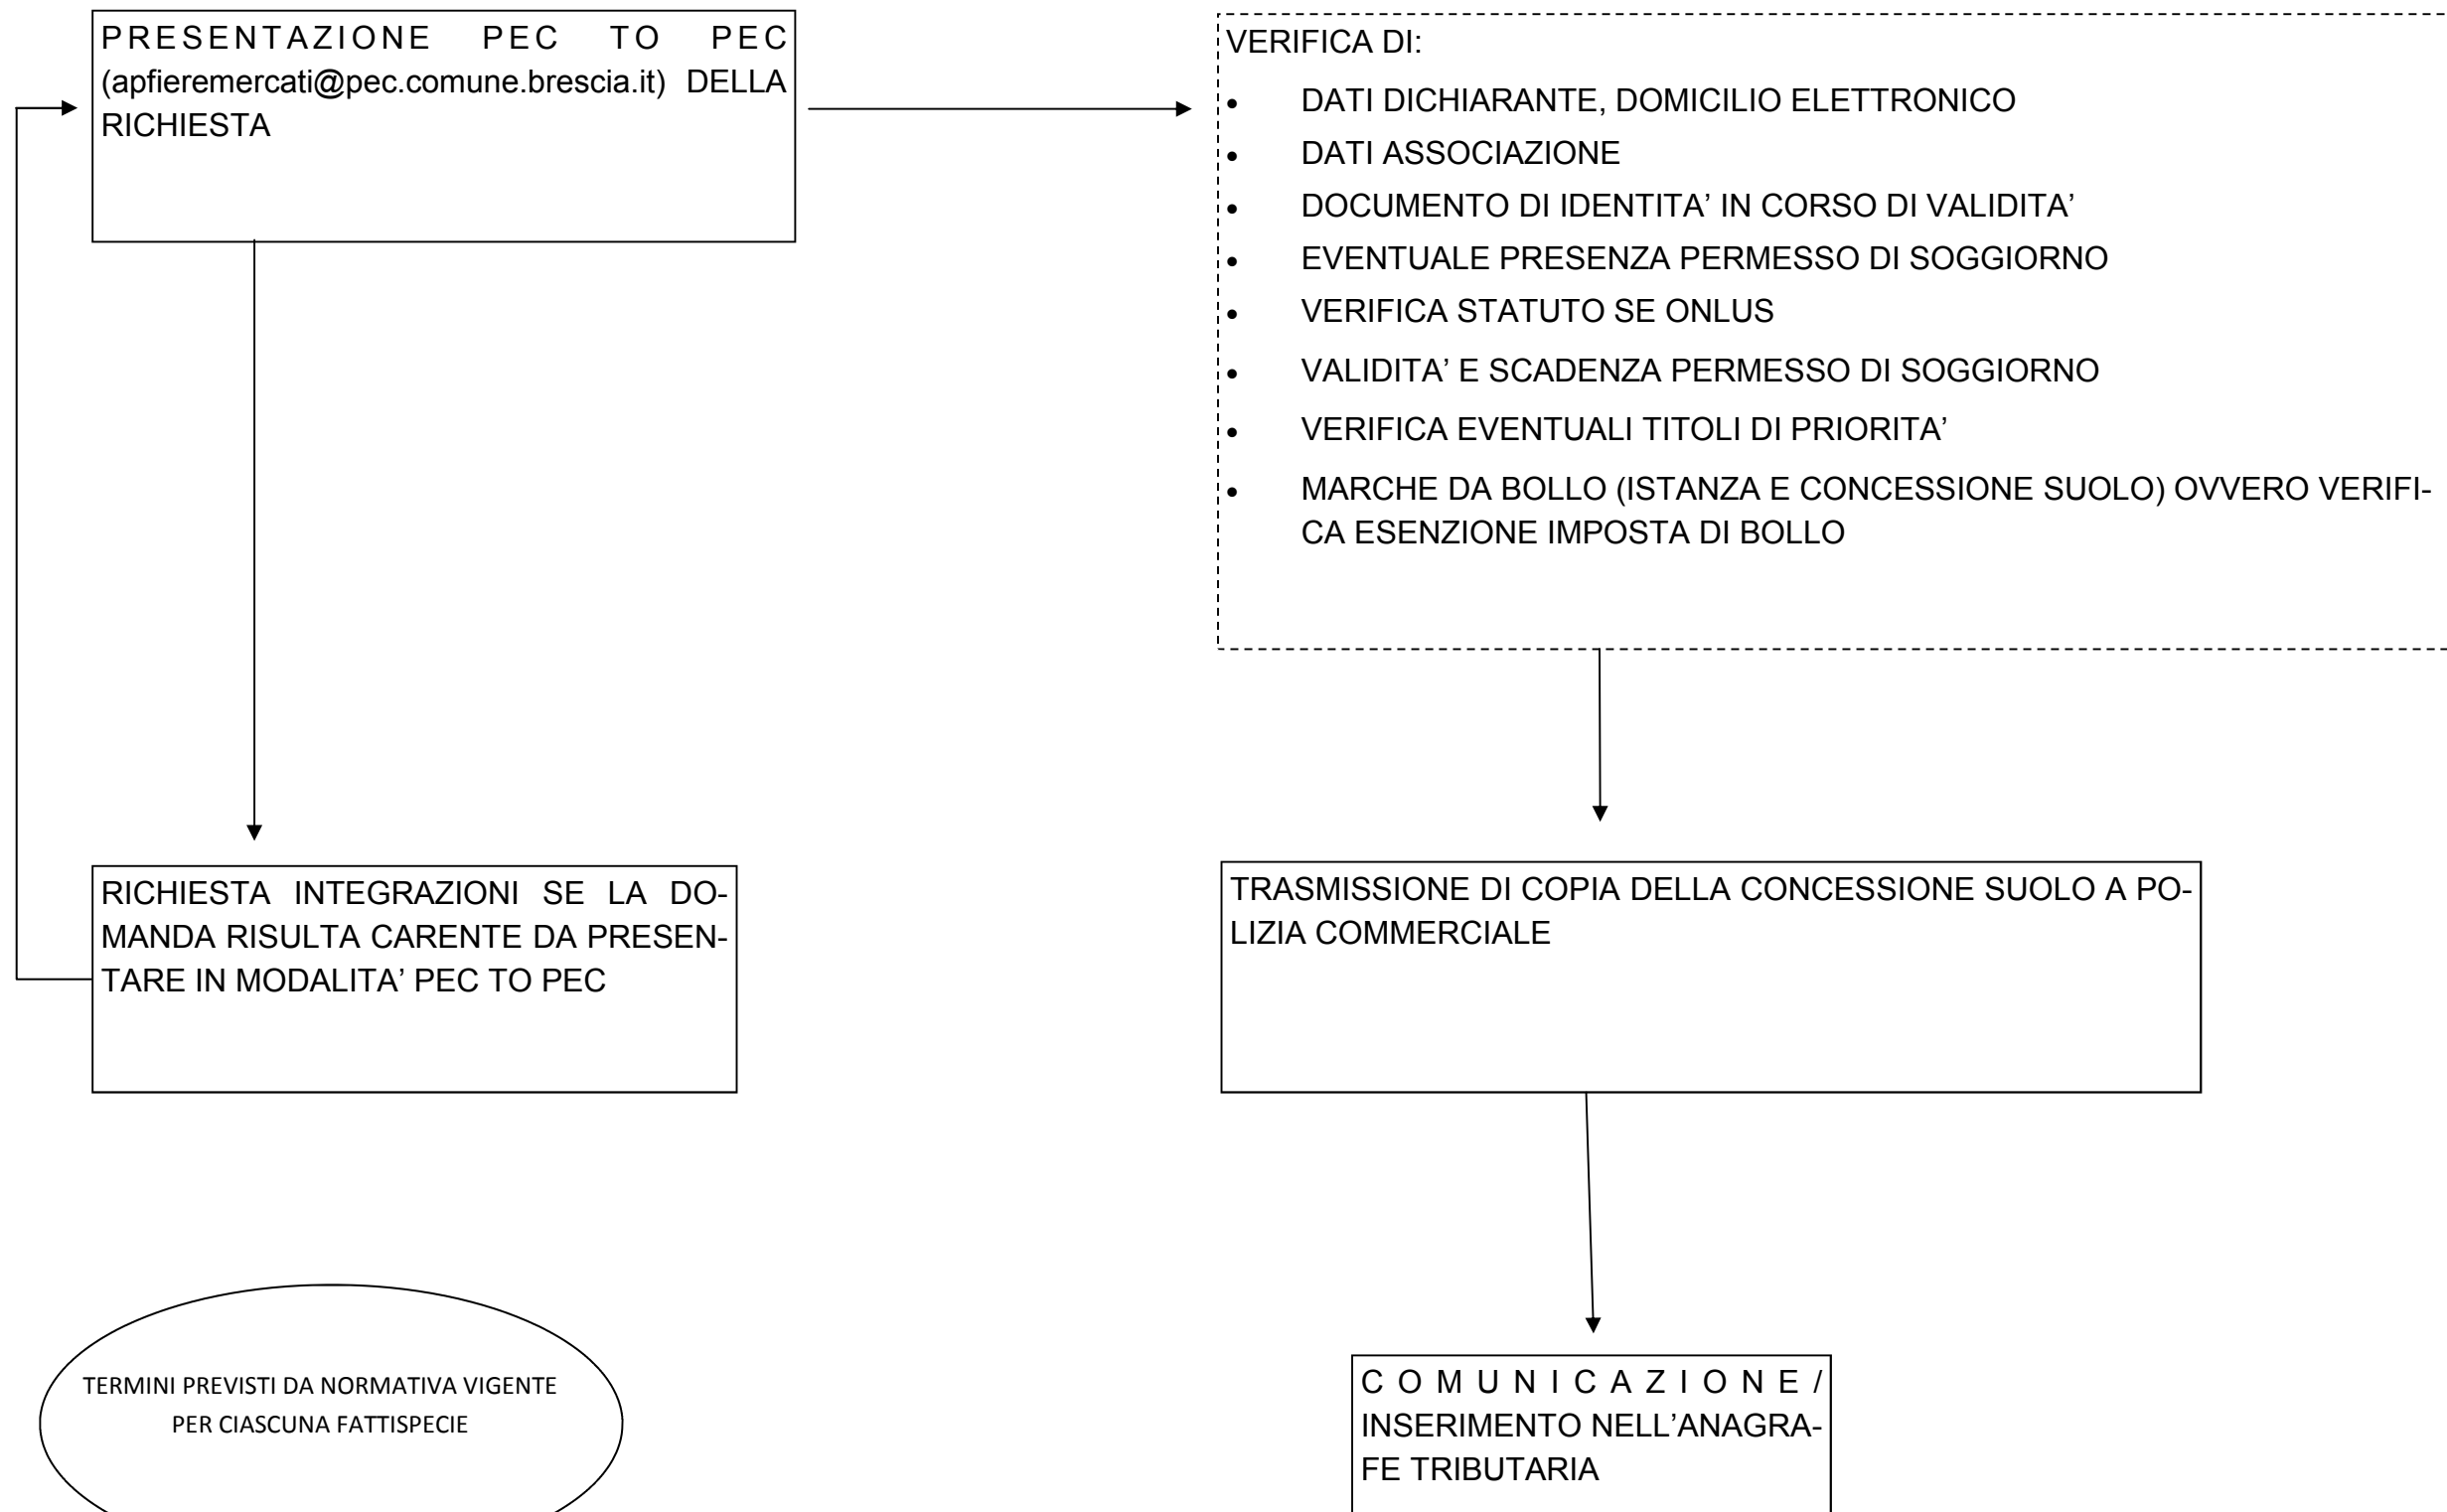 PRESENTAZIONE PEC TO PEC
(apfieremercati@pec.comune.brescia.it) DELLA
RICHIESTA
VERIFICA DI:
• DATI DICHIARANTE, DOMICILIO ELETTRONICO
• DATI ASSOCIAZIONE
• DOCUMENTO DI IDENTITA’ IN CORSO DI VALIDITA’
• EVENTUALE PRESENZA PERMESSO DI SOGGIORNO
• VERIFICA STATUTO SE ONLUS
• VALIDITA’ E SCADENZA PERMESSO DI SOGGIORNO
• VERIFICA EVENTUALI TITOLI DI PRIORITA’
• MARCHE DA BOLLO (ISTANZA E CONCESSIONE SUOLO) OVVERO VERIFI-
CA ESENZIONE IMPOSTA DI BOLLO
RICHIESTA INTEGRAZIONI SE LA DO-
MANDA RISULTA CARENTE DA PRESEN-
TARE IN MODALITA’ PEC TO PEC
TRASMISSIONE DI COPIA DELLA CONCESSIONE SUOLO A PO-
LIZIA COMMERCIALE
TERMINI PREVISTI DA NORMATIVA VIGENTE
PER CIASCUNA FATTISPECIE
COMUNICAZIONE/
INSERIMENTO NELL’ANAGRA-
FE TRIBUTARIA